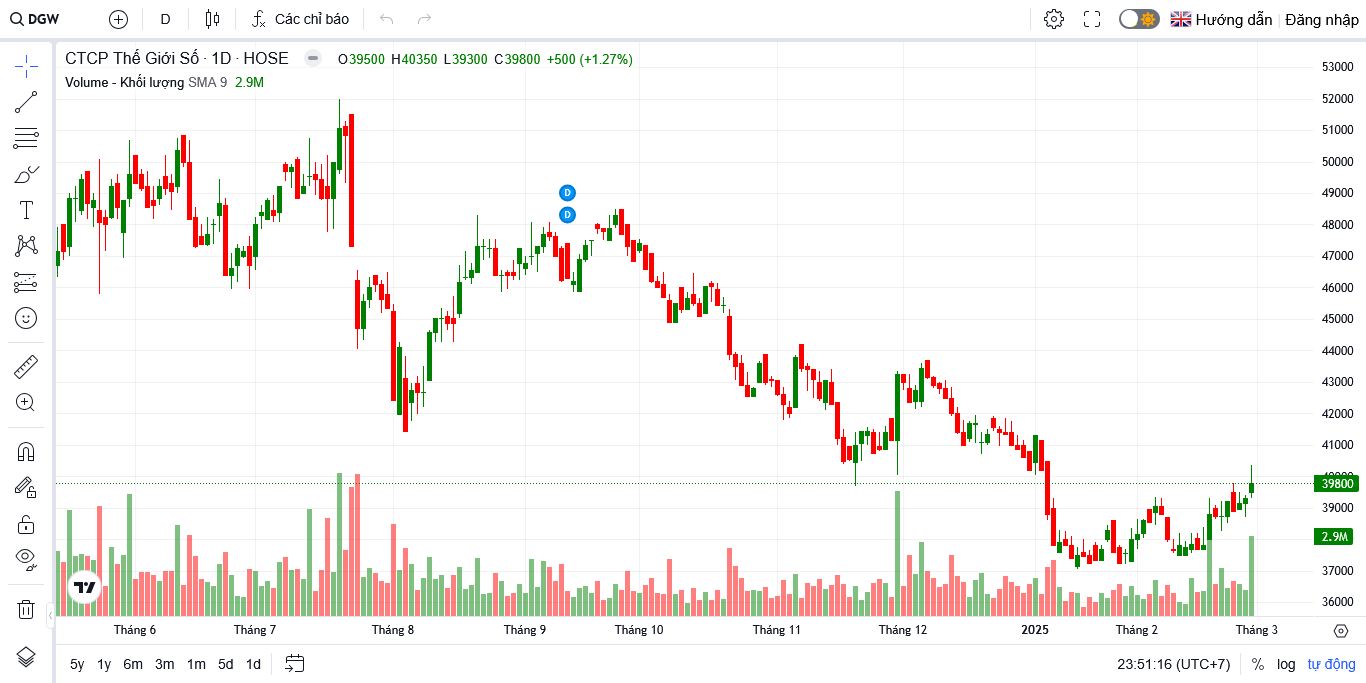 DGW D Các chỉ báo Hướng dẫn Đăng nhập
CTCP Thế Giới Số · 1D · HOSE O39500 H40350 L39300 C39800 +500 (+1.27%)
Volume - Khối lượng SMA 9 2.9M
53000
52000
51000
50000
49000
D
D
48000
47000
46000
45000
44000
43000
42000
41000
40000
39800
39000
2.9M
37000
36000
Tháng 6 Tháng 7 Tháng 8 Tháng 9 Tháng 10 Tháng 11 Tháng 12 2025 Tháng 2 Tháng 3
5y 1y 6m 3m 1m 5d 1d 23:51:16 (UTC+7) % log tự động